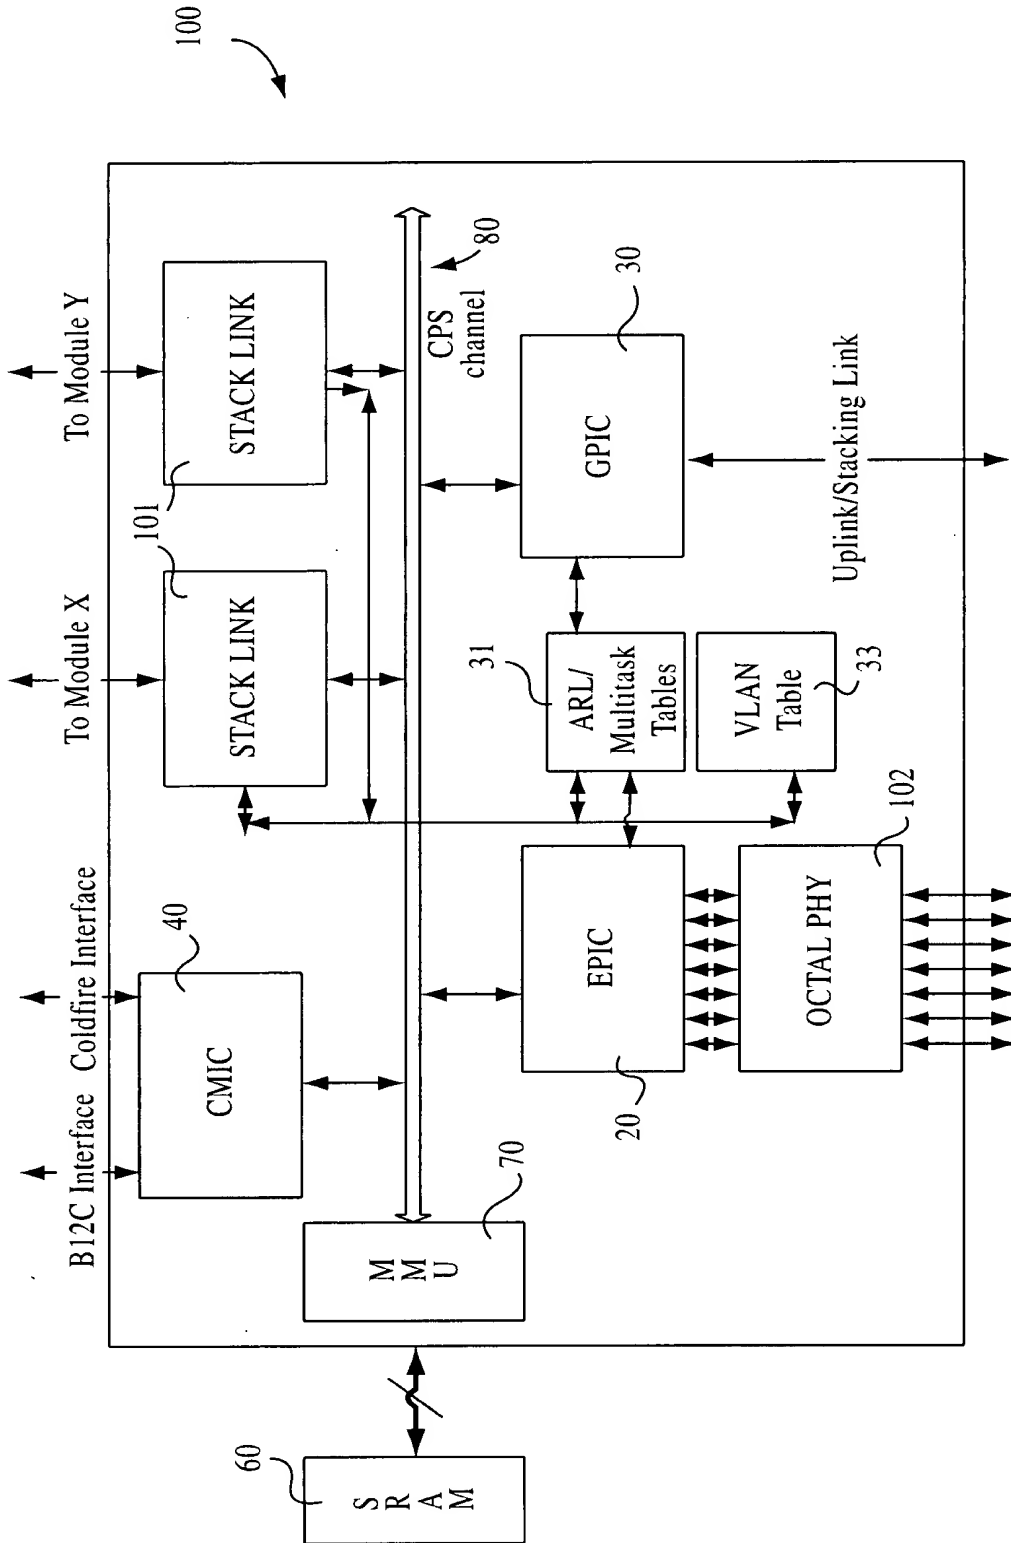 100
To Module Y
To Module X
Coldfire Interface
B12C Interface
STACK LINK
101
STACK LINK
40
CMIC
80
CPS
channel
70
M
M
U
60
S
R
A
M
30
GPIC
31
ARL/
Multitask
Tables
VLAN
Table
33
EPIC
20
102
OCTAL PHY
Uplink/Stacking Link